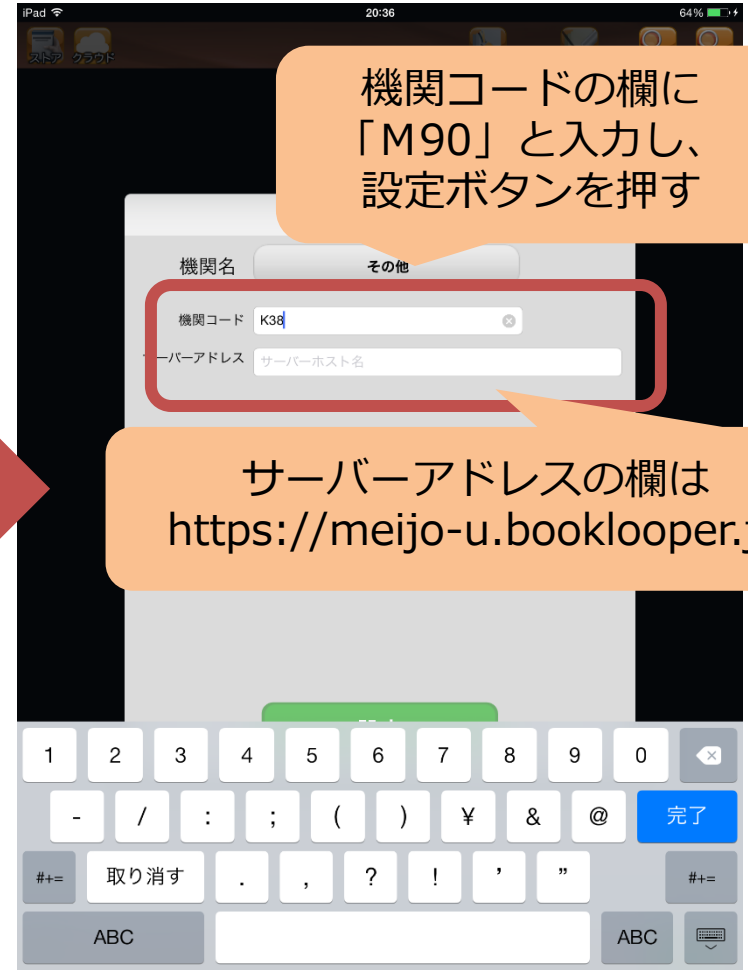 iPad 20:36 64%
ストア クラウド
機関コードの欄に
「M90」と入力し、
設定ボタンを押す
機関名 その他
機関コード K38
ーバーアドレス サーバーホスト名
サーバーアドレスの欄は
https://meijo-u.booklooper.j
1 2 3 4 5 6 7 8 9 0
- / : ; ( ) ¥ & @ 完了
#+= 取り消す . , ? ! ’ ” #+=
ABC ABC